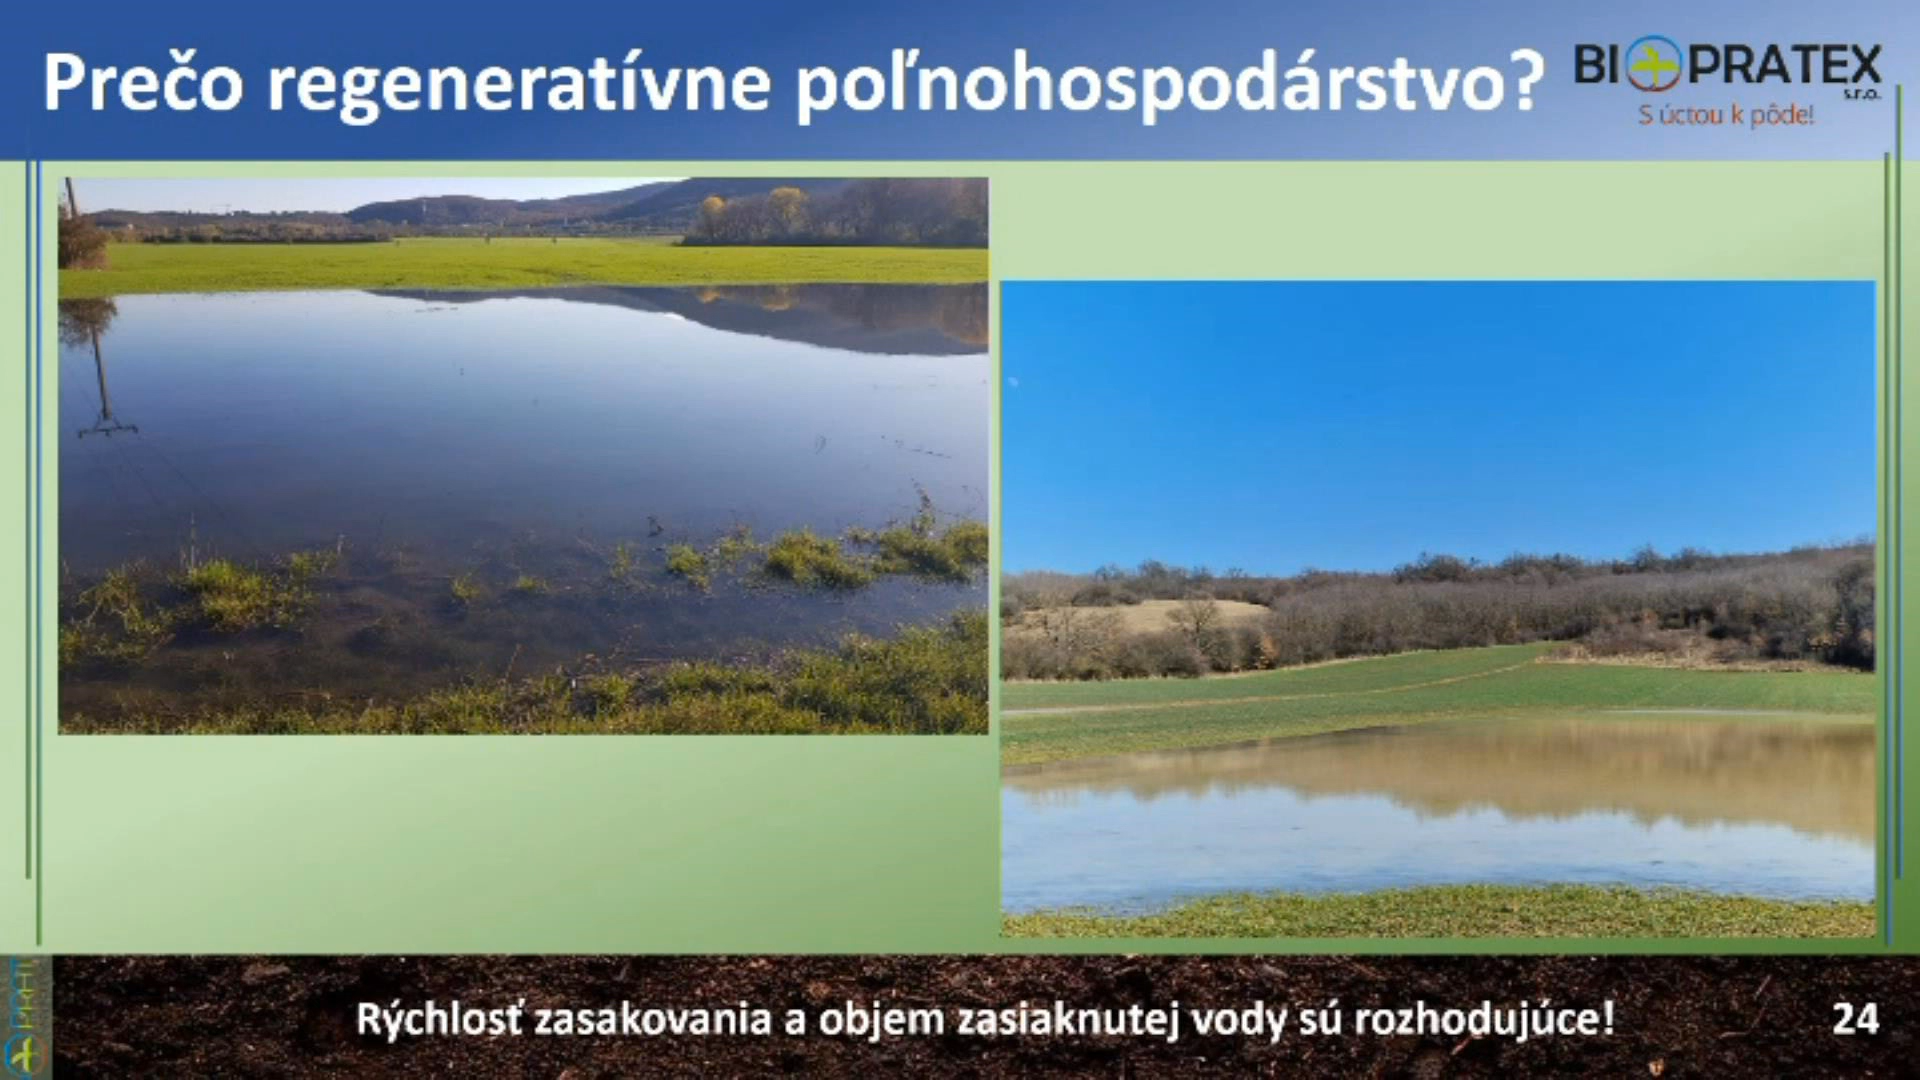 Prečo regeneratívne poľnohospodárstvo?
BIOPRATEX
s.r.o.
S úctou k pôde!
Rýchlosť zasakovania a objem zasiaknutej vody sú rozhodujúce!
24